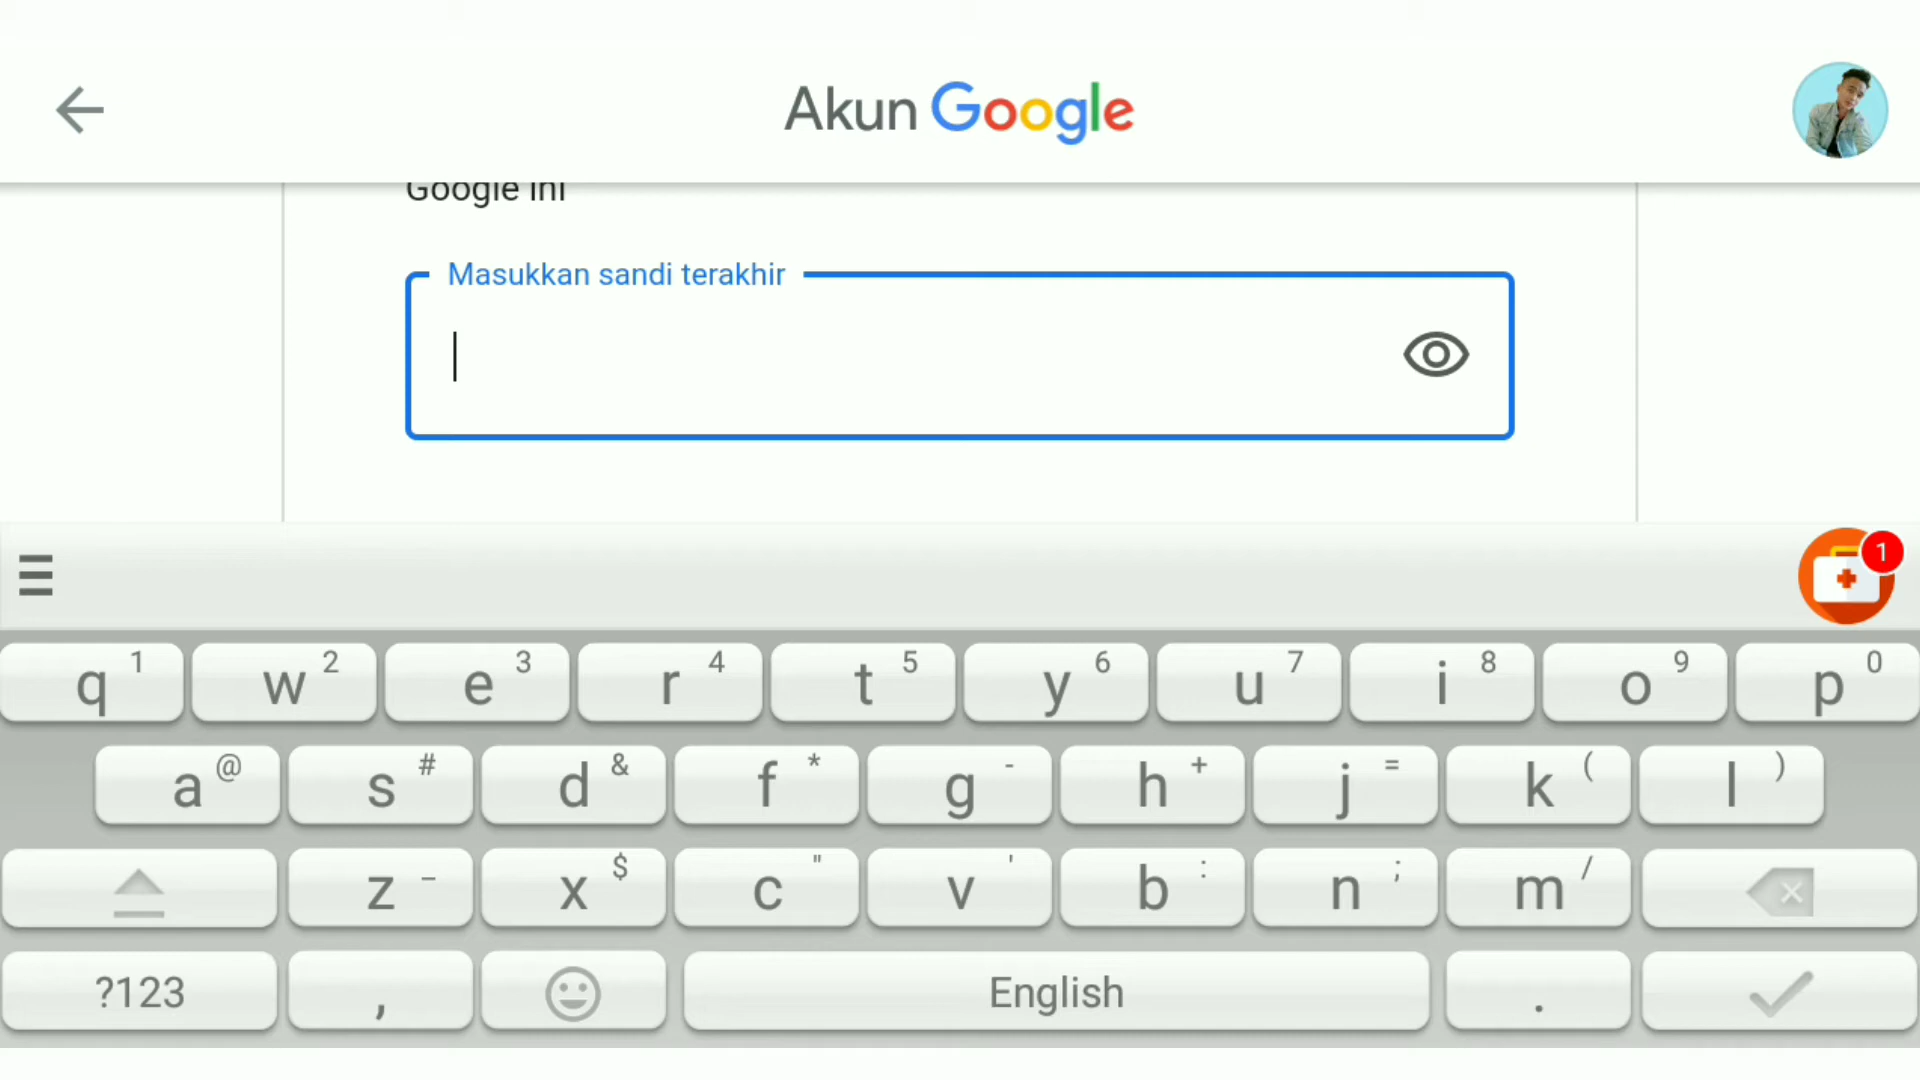 Akun Google
Google ini
Masukkan sandi terakhir
1
q 1 w 2 e 3 r 4 t 5 y 6 u 7 i 8 o 9 p 0
a @ s # d & f * g - h + j = k ( l )
z _ x $ c " v ' b : n ; m /
?123 , English .